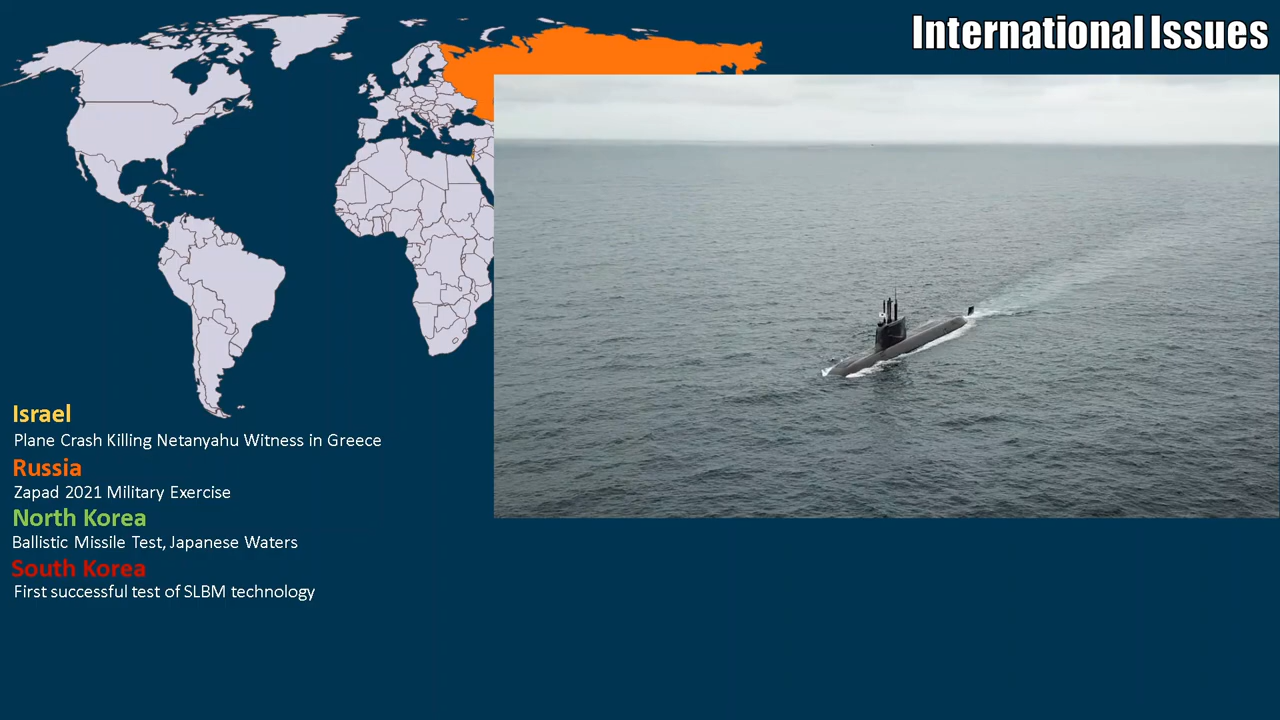 International Issues
Israel
Plane Crash Killing Netanyahu Witness in Greece
Russia
Zapad 2021 Military Exercise
North Korea
Ballistic Missile Test, Japanese Waters
South Korea
First successful test of SLBM technology